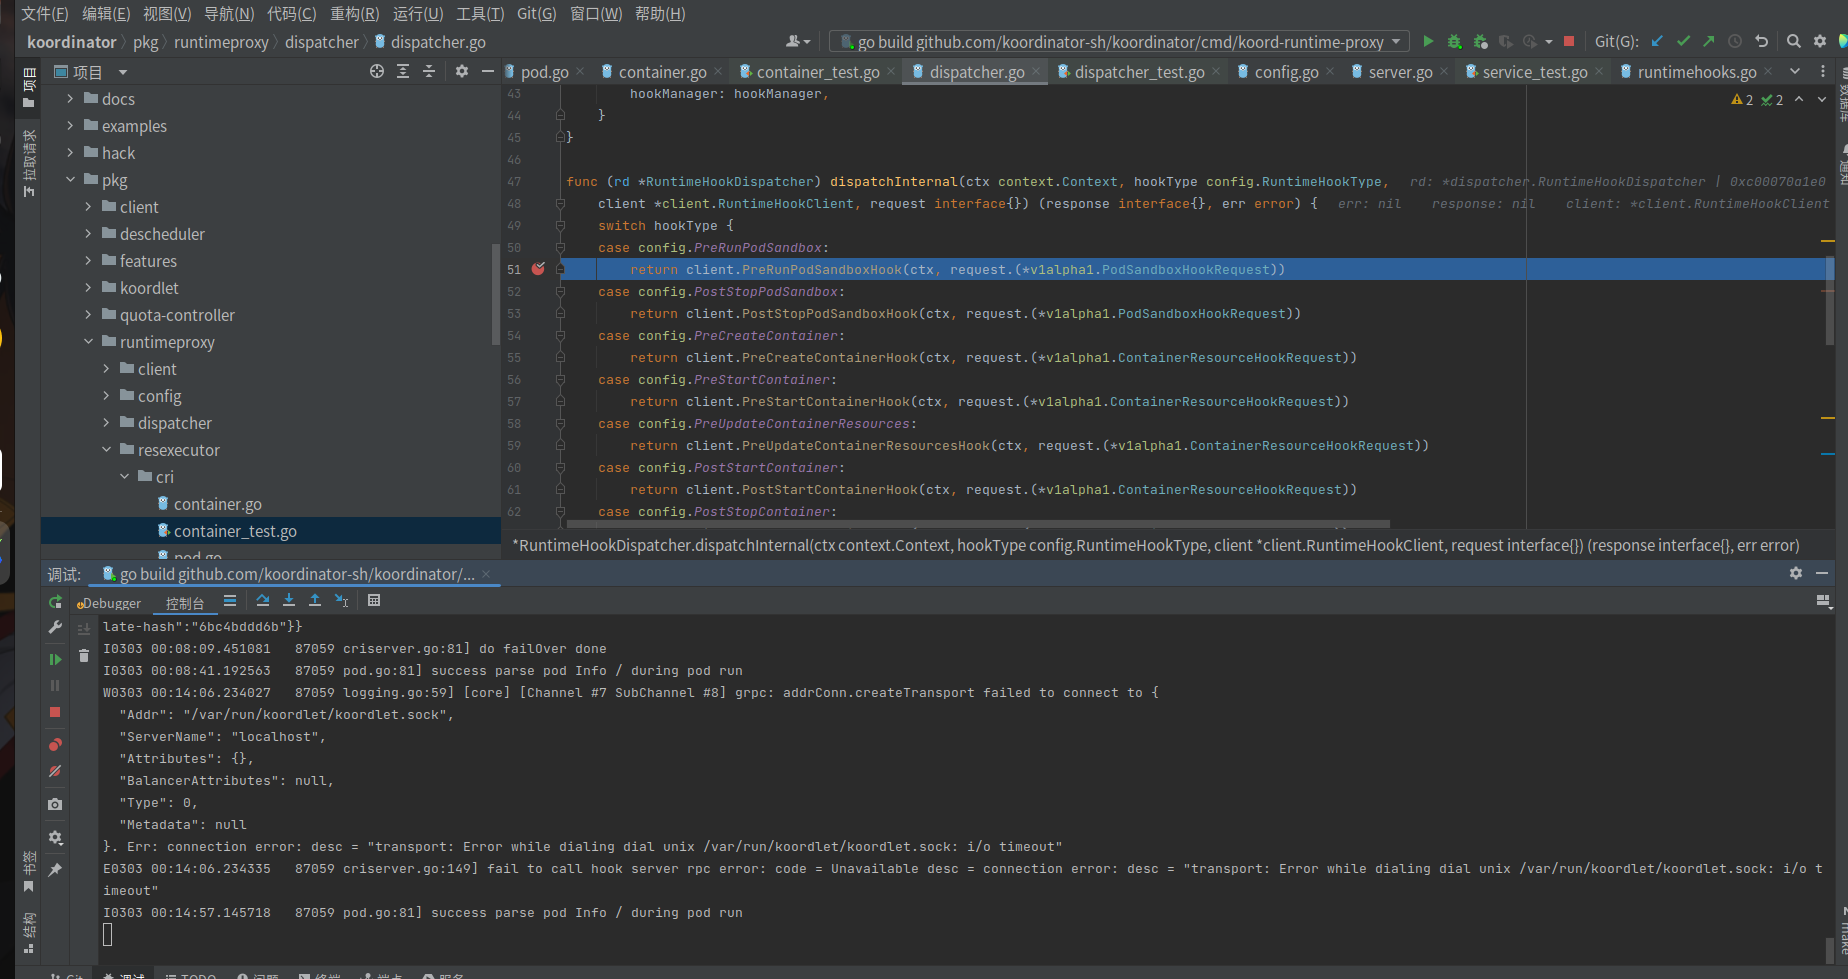 文件(F) 编辑(E) 视图(V) 导航(N) 代码(C) 重构(R) 运行(U) 工具(T) Git(G) 窗口(W) 帮助(H)
koordinator pkg runtimeproxy dispatcher dispatcher.go
go build github.com/koordinator-sh/koordinator/cmd/koord-runtime-proxy
Git(G):
项目
拉取请求
书签
结构
数据库
通知
make
项目
docs
examples
hack
pkg
client
descheduler
features
koordlet
quota-controller
runtimeproxy
client
config
dispatcher
resexecutor
cri
container.go
container_test.go
pod.go
pod.go container.go container_test.go dispatcher.go dispatcher_test.go config.go server.go service_test.go runtimehooks.go
2 2
43 hookManager: hookManager,
44 }
45 }
46
47 func (rd *RuntimeHookDispatcher) dispatchInternal(ctx context.Context, hookType config.RuntimeHookType, rd: *dispatcher.RuntimeHookDispatcher | 0xc00070a1e0
48 client *client.RuntimeHookClient, request interface{}) (response interface{}, err error) { err: nil response: nil client: *client.RuntimeHookClient
49 switch hookType {
50 case config.PreRunPodSandbox:
51 return client.PreRunPodSandboxHook(ctx, request.(*v1alpha1.PodSandboxHookRequest))
52 case config.PostStopPodSandbox:
53 return client.PostStopPodSandboxHook(ctx, request.(*v1alpha1.PodSandboxHookRequest))
54 case config.PreCreateContainer:
55 return client.PreCreateContainerHook(ctx, request.(*v1alpha1.ContainerResourceHookRequest))
56 case config.PreStartContainer:
57 return client.PreStartContainerHook(ctx, request.(*v1alpha1.ContainerResourceHookRequest))
58 case config.PreUpdateContainerResources:
59 return client.PreUpdateContainerResourcesHook(ctx, request.(*v1alpha1.ContainerResourceHookRequest))
60 case config.PostStartContainer:
61 return client.PostStartContainerHook(ctx, request.(*v1alpha1.ContainerResourceHookRequest))
62 case config.PostStopContainer:
*RuntimeHookDispatcher.dispatchInternal(ctx context.Context, hookType config.RuntimeHookType, client *client.RuntimeHookClient, request interface{}) (response interface{}, err error)
调试: go build github.com/koordinator-sh/koordinator/...
Debugger 控制台
late-hash":"6bc4bddd6b"}}
I0303 00:08:09.451081 87059 criserver.go:81] do failOver done
I0303 00:08:41.192563 87059 pod.go:81] success parse pod Info / during pod run
W0303 00:14:06.234027 87059 logging.go:59] [core] [Channel #7 SubChannel #8] grpc: addrConn.createTransport failed to connect to {
"Addr": "/var/run/koordlet/koordlet.sock",
"ServerName": "localhost",
"Attributes": {},
"BalancerAttributes": null,
"Type": 0,
"Metadata": null
}. Err: connection error: desc = "transport: Error while dialing dial unix /var/run/koordlet/koordlet.sock: i/o timeout"
E0303 00:14:06.234335 87059 criserver.go:149] fail to call hook server rpc error: code = Unavailable desc = connection error: desc = "transport: Error while dialing dial unix /var/run/koordlet/koordlet.sock: i/o t
imeout"
I0303 00:14:57.145718 87059 pod.go:81] success parse pod Info / during pod run
Git 调试 TODO 问题 终端 端点 服务